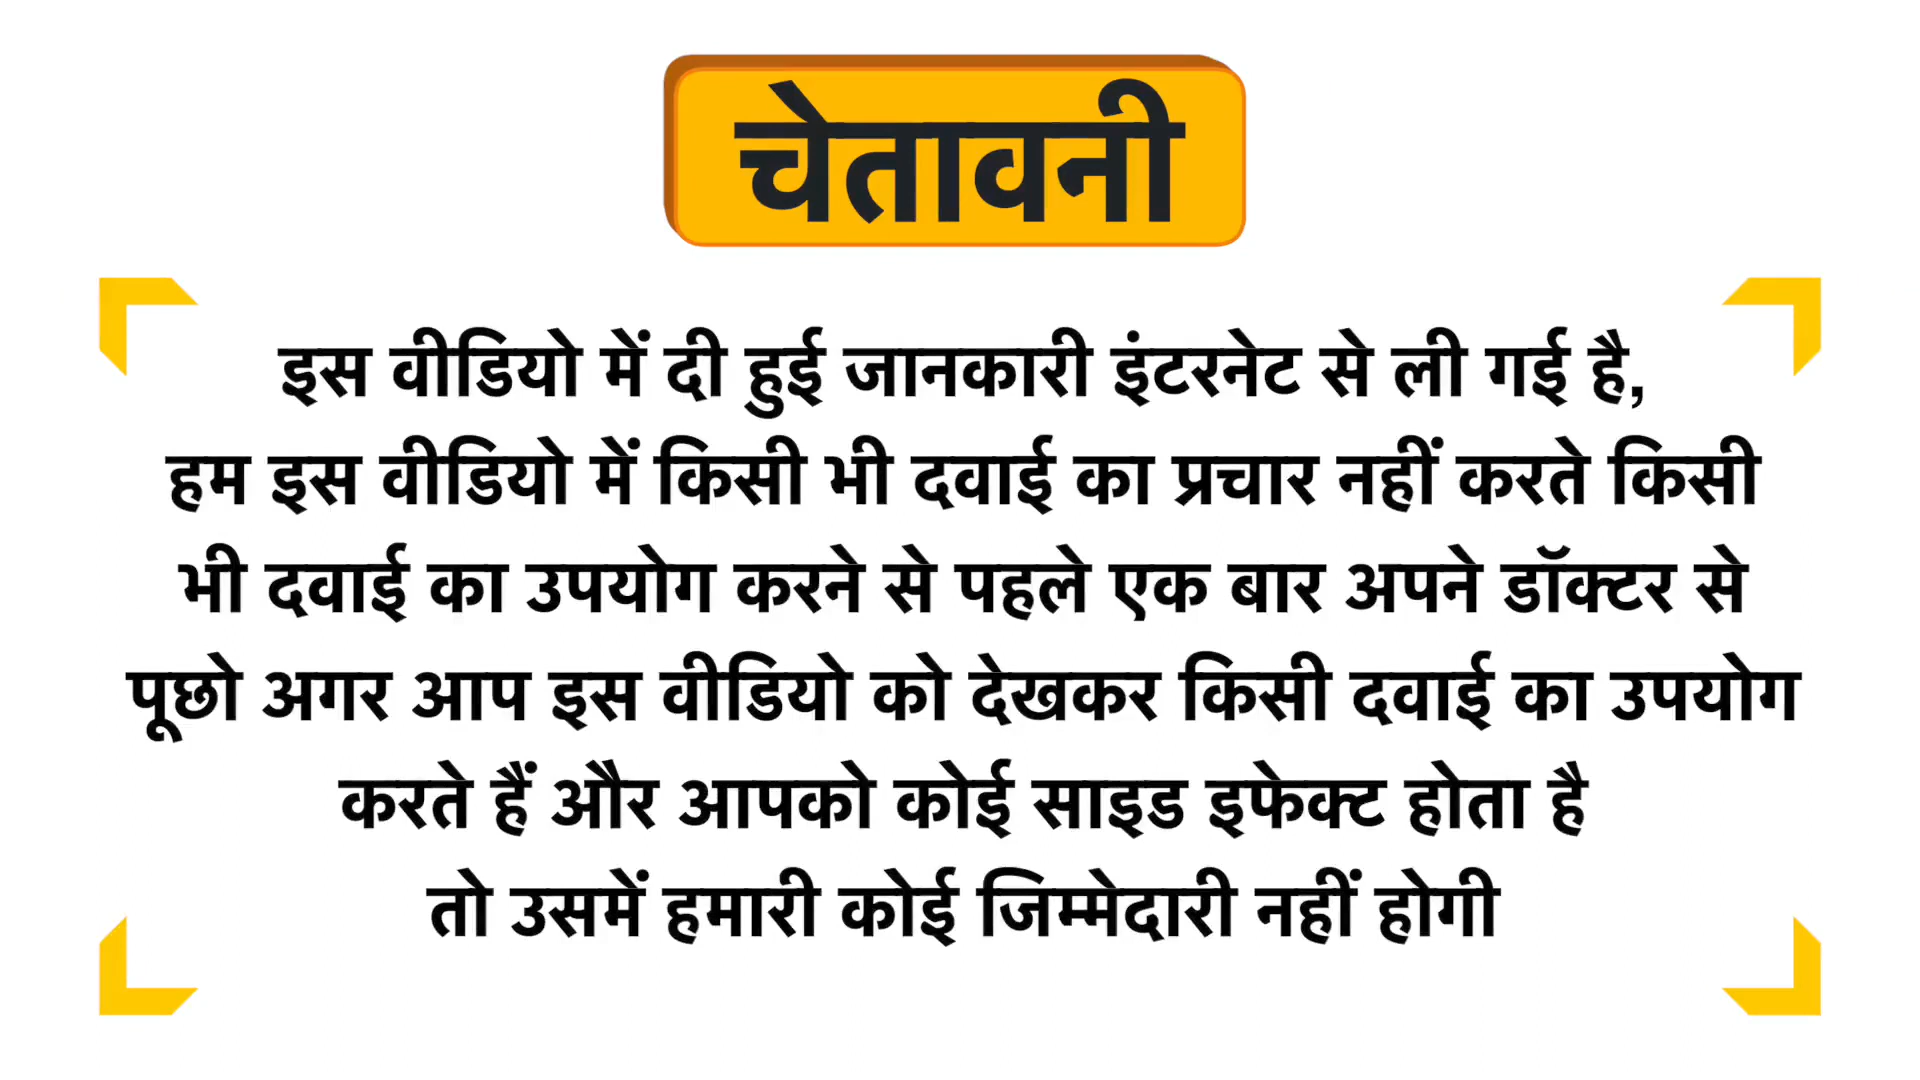 चेतावनी
इस वीडियो में दी हुई जानकारी इंटरनेट से ली गई है,
हम इस वीडियो में किसी भी दवाई का प्रचार नहीं करते किसी
भी दवाई का उपयोग करने से पहले एक बार अपने डॉक्टर से
पूछो अगर आप इस वीडियो को देखकर किसी दवाई का उपयोग
करते हैं और आपको कोई साइड इफेक्ट होता है
तो उसमें हमारी कोई जिम्मेदारी नहीं होगी